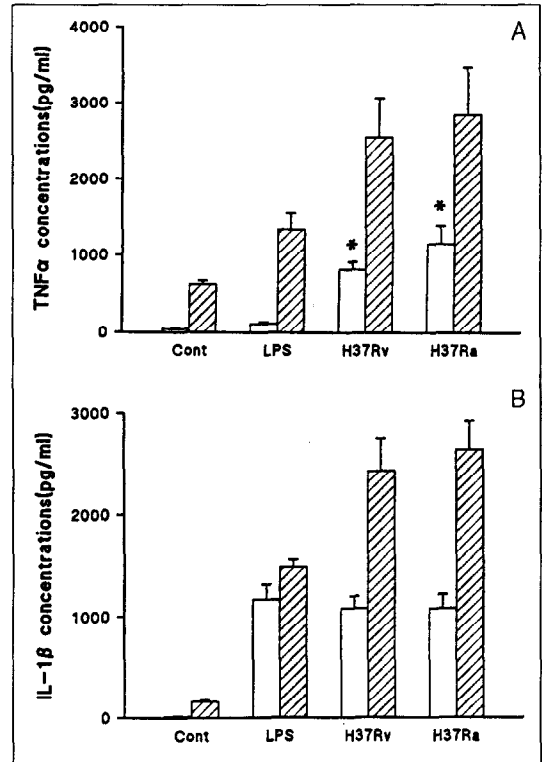 A
TNFα concentrations(pg/ml)
4000
3000
2000
1000
0
*
*
Cont LPS H37Rv H37Ra
B
IL-1β concentrations(pg/ml)
3000
2000
1000
0
Cont LPS H37Rv H37Ra